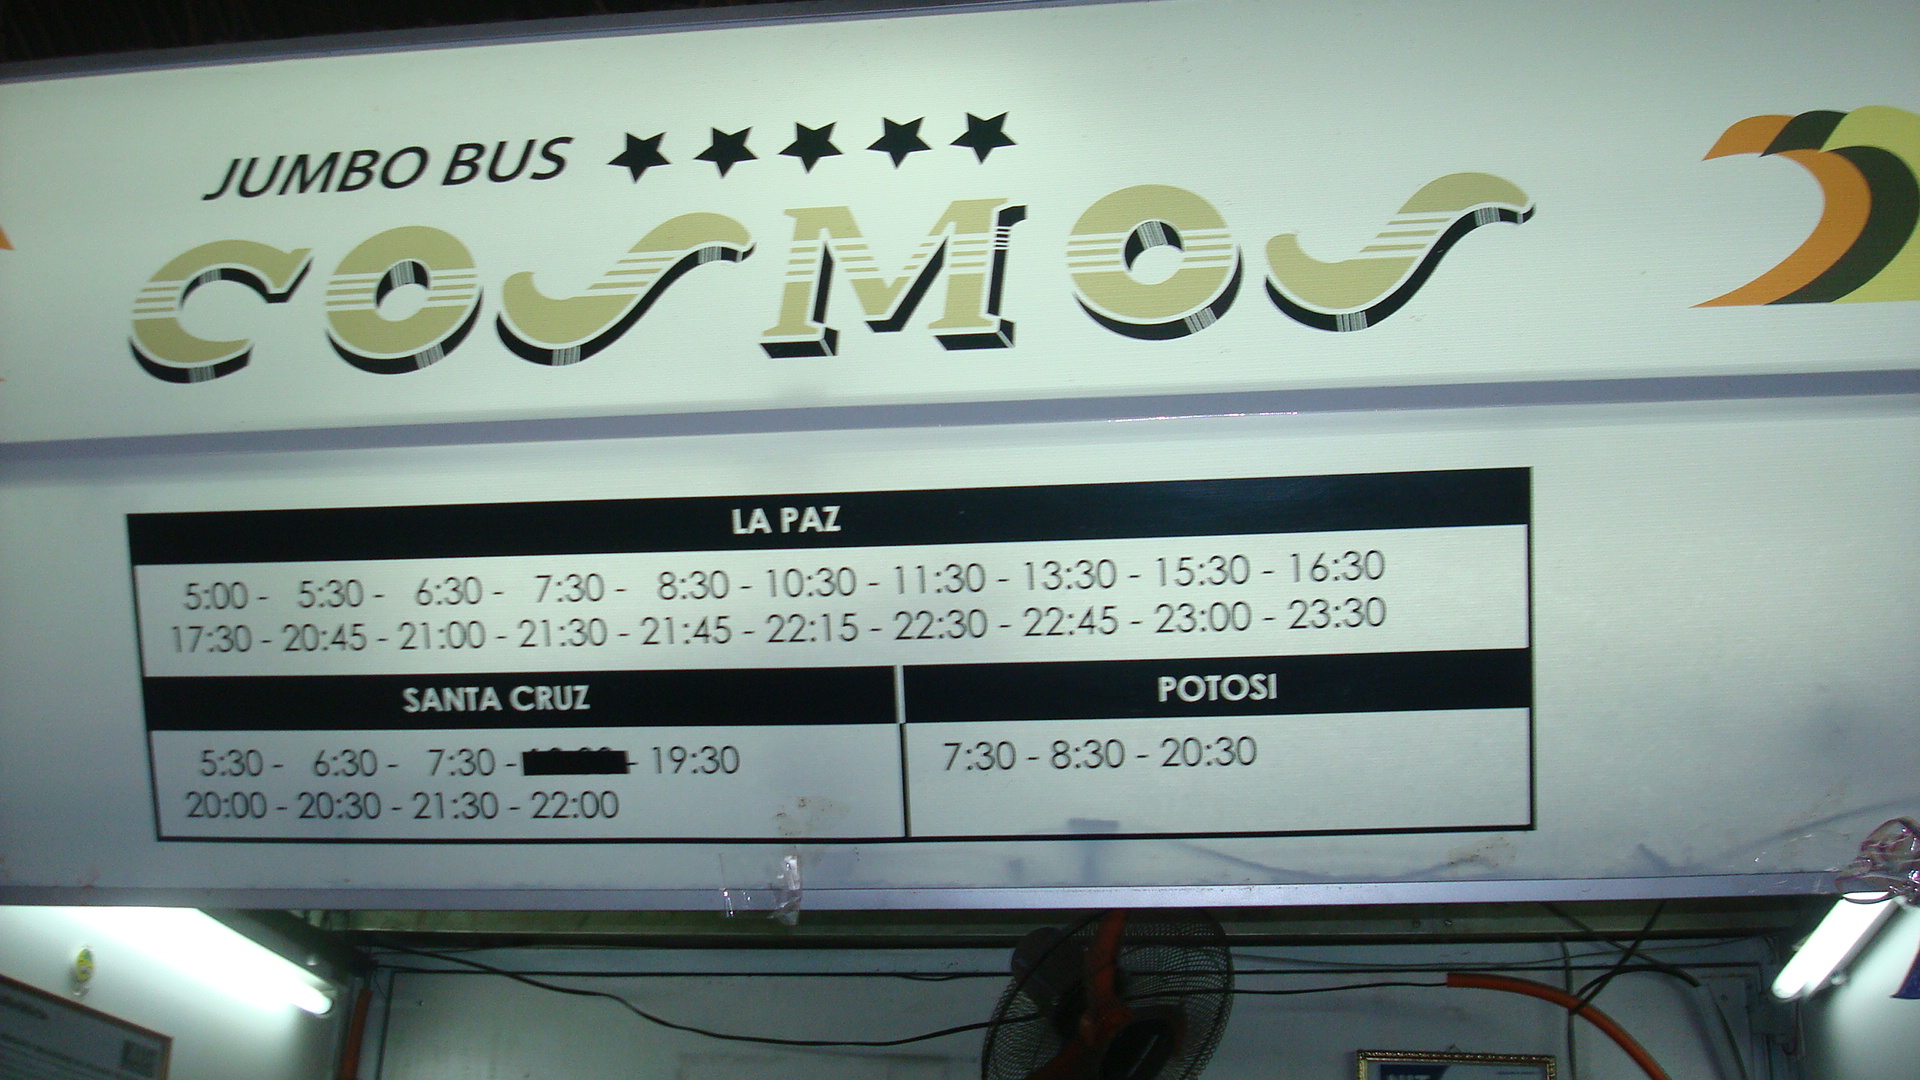 JUMBO BUS
COSMOS
LA PAZ
5:00 - 5:30 - 6:30 - 7:30 - 8:30 - 10:30 - 11:30 - 13:30 - 15:30 - 16:30
17:30 - 20:45 - 21:00 - 21:30 - 21:45 - 22:15 - 22:30 - 22:45 - 23:00 - 23:30
SANTA CRUZ
5:30 - 6:30 - 7:30 - - 19:30
20:00 - 20:30 - 21:30 - 22:00
POTOSI
7:30 - 8:30 - 20:30